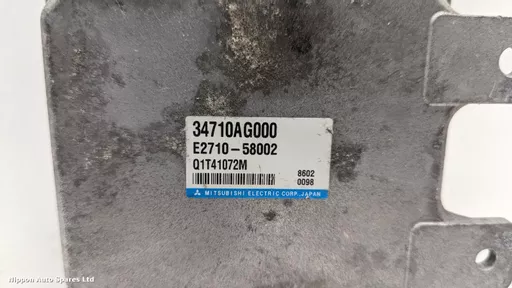 34710AG000
E2710-58002
Q1T41072M
8602
0098
MITSUBISHI ELECTRIC CORP. JAPAN
Nippon Auto Spares Ltd